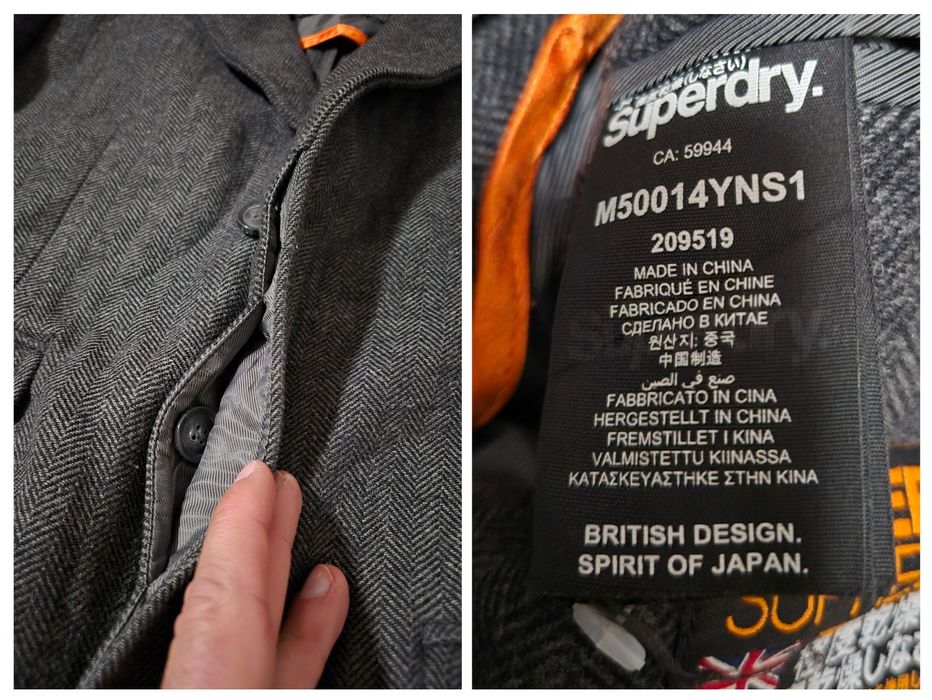 Superdry.
CA: 59944
M50014YNS1
209519
MADE IN CHINA
FABRIQUÉ EN CHINE
FABRICADO EN CHINA
СДЕЛАНО В КИТАЕ
원산지: 中국
中国制造
صنع في الصين
FABBRICATO IN CINA
HERGESTELLT IN CHINA
FREMSTILLET I KINA
VALMISTETTU KIINASSA
ΚΑΤΑΣΚΕΥΑΣΤΗΚΕ ΣΤΗΝ ΚΙΝΑ
BRITISH DESIGN.
SPIRIT OF JAPAN.